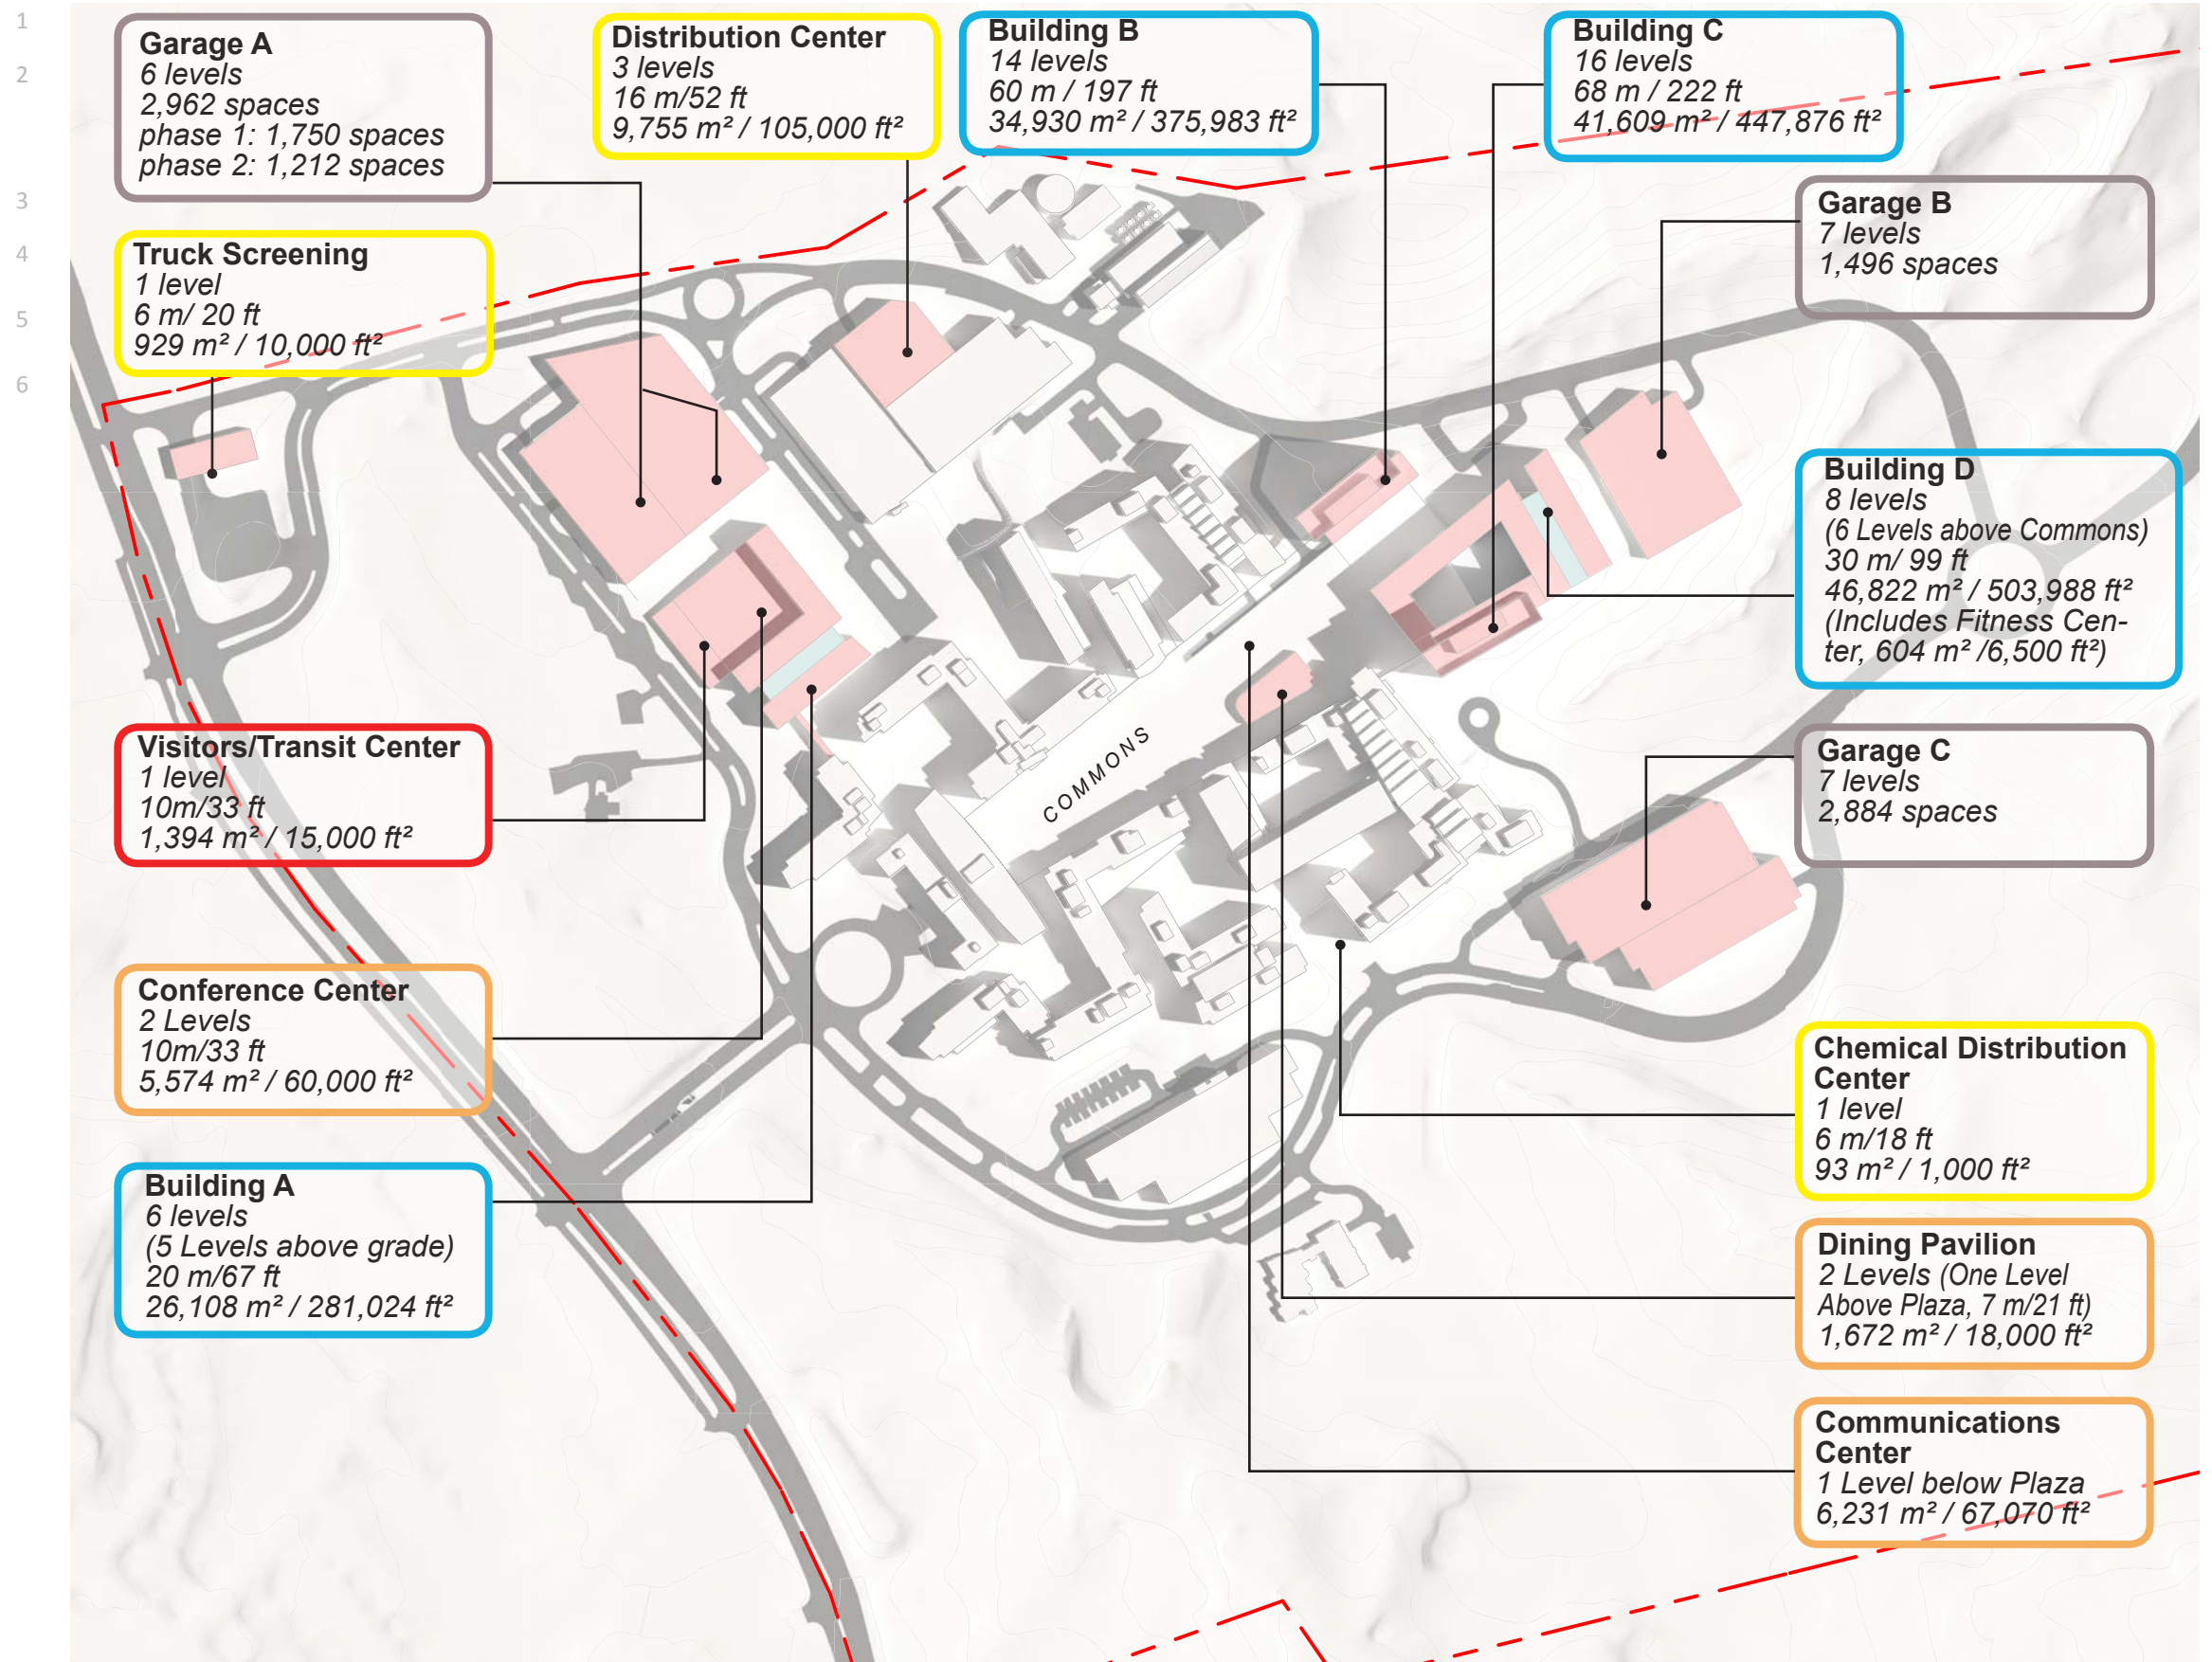 1
2
3
4
5
6
Garage A
6 levels
2,962 spaces
phase 1: 1,750 spaces
phase 2: 1,212 spaces
Distribution Center
3 levels
16 m/52 ft
9,755 m² / 105,000 ft²
Building B
14 levels
60 m / 197 ft
34,930 m² / 375,983 ft²
Building C
16 levels
68 m / 222 ft
41,609 m² / 447,876 ft²
Garage B
7 levels
1,496 spaces
Truck Screening
1 level
6 m/ 20 ft
929 m² / 10,000 ft²
Building D
8 levels
(6 Levels above Commons)
30 m/ 99 ft
46,822 m² / 503,988 ft²
(Includes Fitness Cen-
ter, 604 m² /6,500 ft²)
Visitors/Transit Center
1 level
10m/33 ft
1,394 m² / 15,000 ft²
COMMONS
Garage C
7 levels
2,884 spaces
Conference Center
2 Levels
10m/33 ft
5,574 m² / 60,000 ft²
Chemical Distribution
Center
1 level
6 m/18 ft
93 m² / 1,000 ft²
Building A
6 levels
(5 Levels above grade)
20 m/67 ft
26,108 m² / 281,024 ft²
Dining Pavilion
2 Levels (One Level
Above Plaza, 7 m/21 ft)
1,672 m² / 18,000 ft²
Communications
Center
1 Level below Plaza
6,231 m² / 67,070 ft²